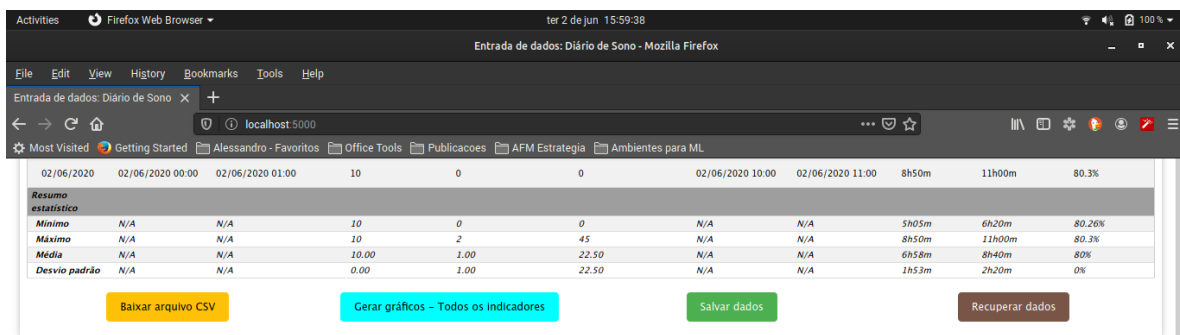 Activities Firefox Web Browser ter 2 de jun 15:59:38 100 %
Entrada de dados: Diário de Sono - Mozilla Firefox
File Edit View History Bookmarks Tools Help
Entrada de dados: Diário de Sono
localhost:5000
Most Visited Getting Started Alessandro - Favoritos Office Tools Publicacoes AFM Estrategia Ambientes para ML
02/06/2020 02/06/2020 00:00 02/06/2020 01:00 10 0 0 02/06/2020 10:00 02/06/2020 11:00 8h50m 11h00m 80.3%
Resumo
estatístico
Mínimo N/A N/A 10 0 0 N/A N/A 5h05m 6h20m 80.26%
Máximo N/A N/A 10 2 45 N/A N/A 8h50m 11h00m 80.3%
Média N/A N/A 10.00 1.00 22.50 N/A N/A 6h58m 8h40m 80%
Desvio padrão N/A N/A 0.00 1.00 22.50 N/A N/A 1h53m 2h20m 0%
Baixar arquivo CSV Gerar gráficos – Todos os indicadores Salvar dados Recuperar dados